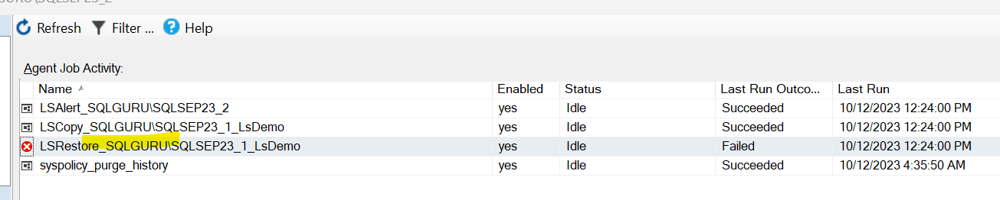 Refresh Filter ... Help
Agent Job Activity:
Name Enabled Status Last Run Outco... Last Run
LSAlert_SQLGURU\SQLSEP23_2 yes Idle Succeeded 10/12/2023 12:24:00 PM
LSCopy_SQLGURU\SQLSEP23_1_LsDemo yes Idle Succeeded 10/12/2023 12:24:00 PM
LSRestore_SQLGURU\SQLSEP23_1_LsDemo yes Idle Failed 10/12/2023 12:24:00 PM
syspolicy_purge_history yes Idle Succeeded 10/12/2023 4:35:50 AM